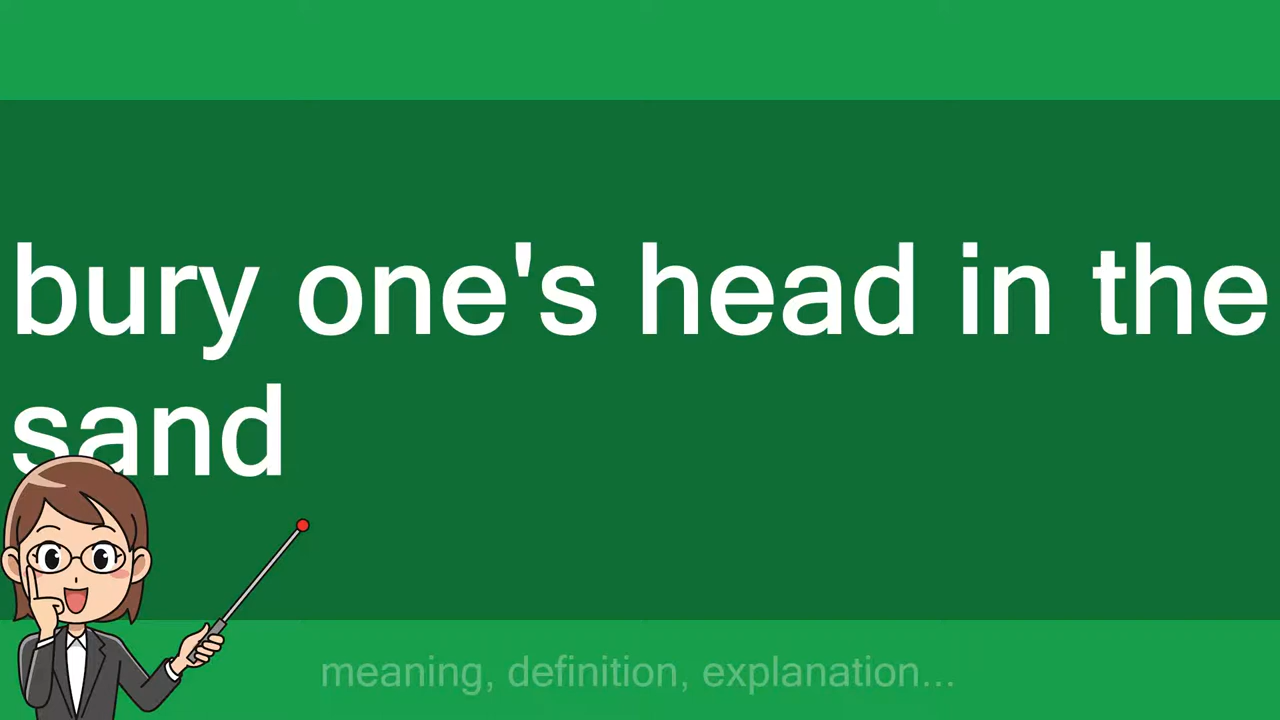 bury one's head in the
sand
meaning, definition, explanation...